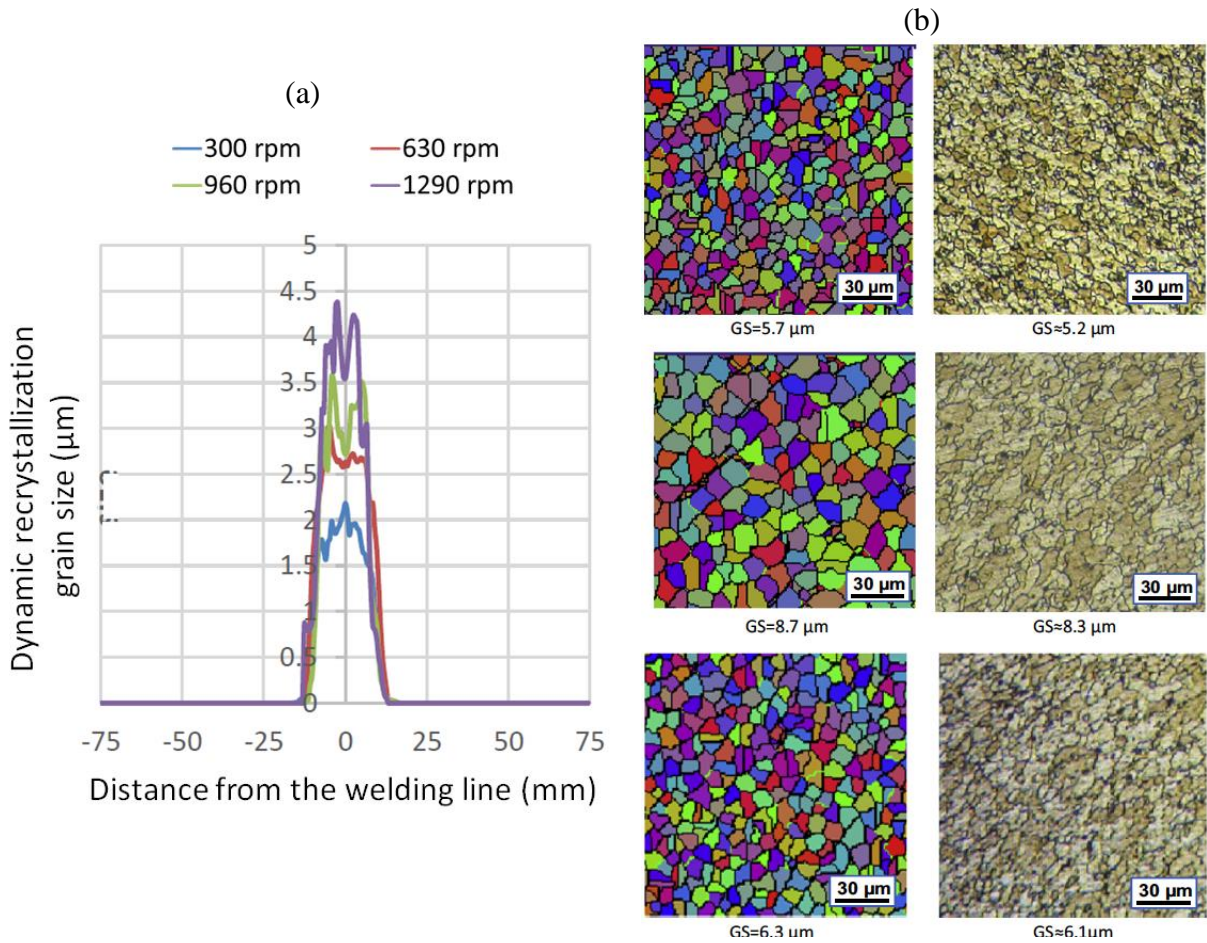 (a)
300 rpm
630 rpm
960 rpm
1290 rpm
5
4.5
4
3.5
3
2.5
2
1.5
1
0.5
0
-75 -50 -25 0 25 50 75
Dynamic recrystallization
grain size (µm)
Distance from the welding line (mm)
(b)
30 µm
30 µm
GS=5.7 µm
GS≈5.2 µm
30 µm
30 µm
GS=8.7 µm
GS≈8.3 µm
30 µm
30 µm
GS=6.3 µm
GS≈6.1µm